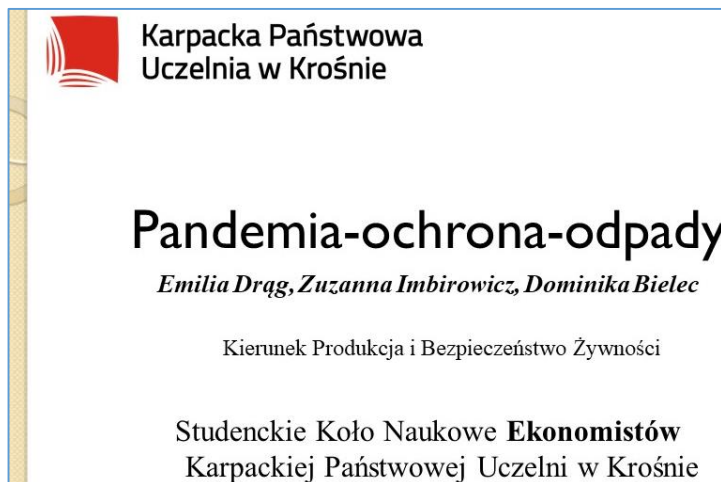 Karpacka Państwowa
Uczelnia w Krośnie
Pandemia-ochrona-odpady
Emilia Drąg, Zuzanna Imbirowicz, Dominika Bielec
Kierunek Produkcja i Bezpieczeństwo Żywności
Studenckie Koło Naukowe Ekonomistów
Karpackiej Państwowej Uczelni w Krośnie